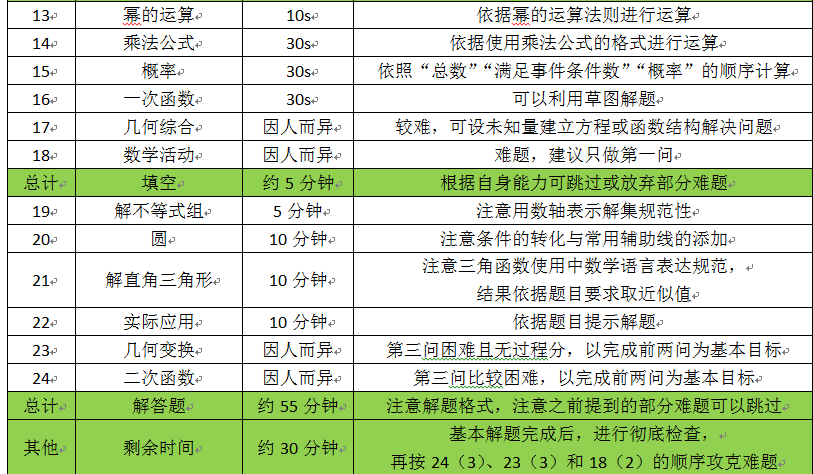 13 幂的运算 10s 依据幂的运算法则进行运算
14 乘法公式 30s 依据使用乘法公式的格式进行运算
15 概率 30s 依照“总数”“满足事件条件数”“概率”的顺序计算
16 一次函数 30s 可以利用草图解题
17 几何综合 因人而异 较难，可设未知量建立方程或函数结构解决问题
18 数学活动 因人而异 难题，建议只做第一问
总计 填空 约 5 分钟 根据自身能力可跳过或放弃部分难题
19 解不等式组 5 分钟 注意用数轴表示解集规范性
20 圆 10 分钟 注意条件的转化与常用辅助线的添加
21 解直角三角形 10 分钟 注意三角函数使用中数学语言表达规范，
结果依据题目要求取近似值
22 实际应用 10 分钟 依据题目提示解题
23 几何变换 因人而异 第三问困难且无过程分，以完成前两问为基本目标
24 二次函数 因人而异 第三问比较困难，以完成前两问为基本目标
总计 解答题 约 55 分钟 注意解题格式，注意之前提到的部分难题可以跳过
其他 剩余时间 约 30 分钟 基本解题完成后，进行彻底检查，
再按 24（3）、23（3）和 18（2）的顺序攻克难题